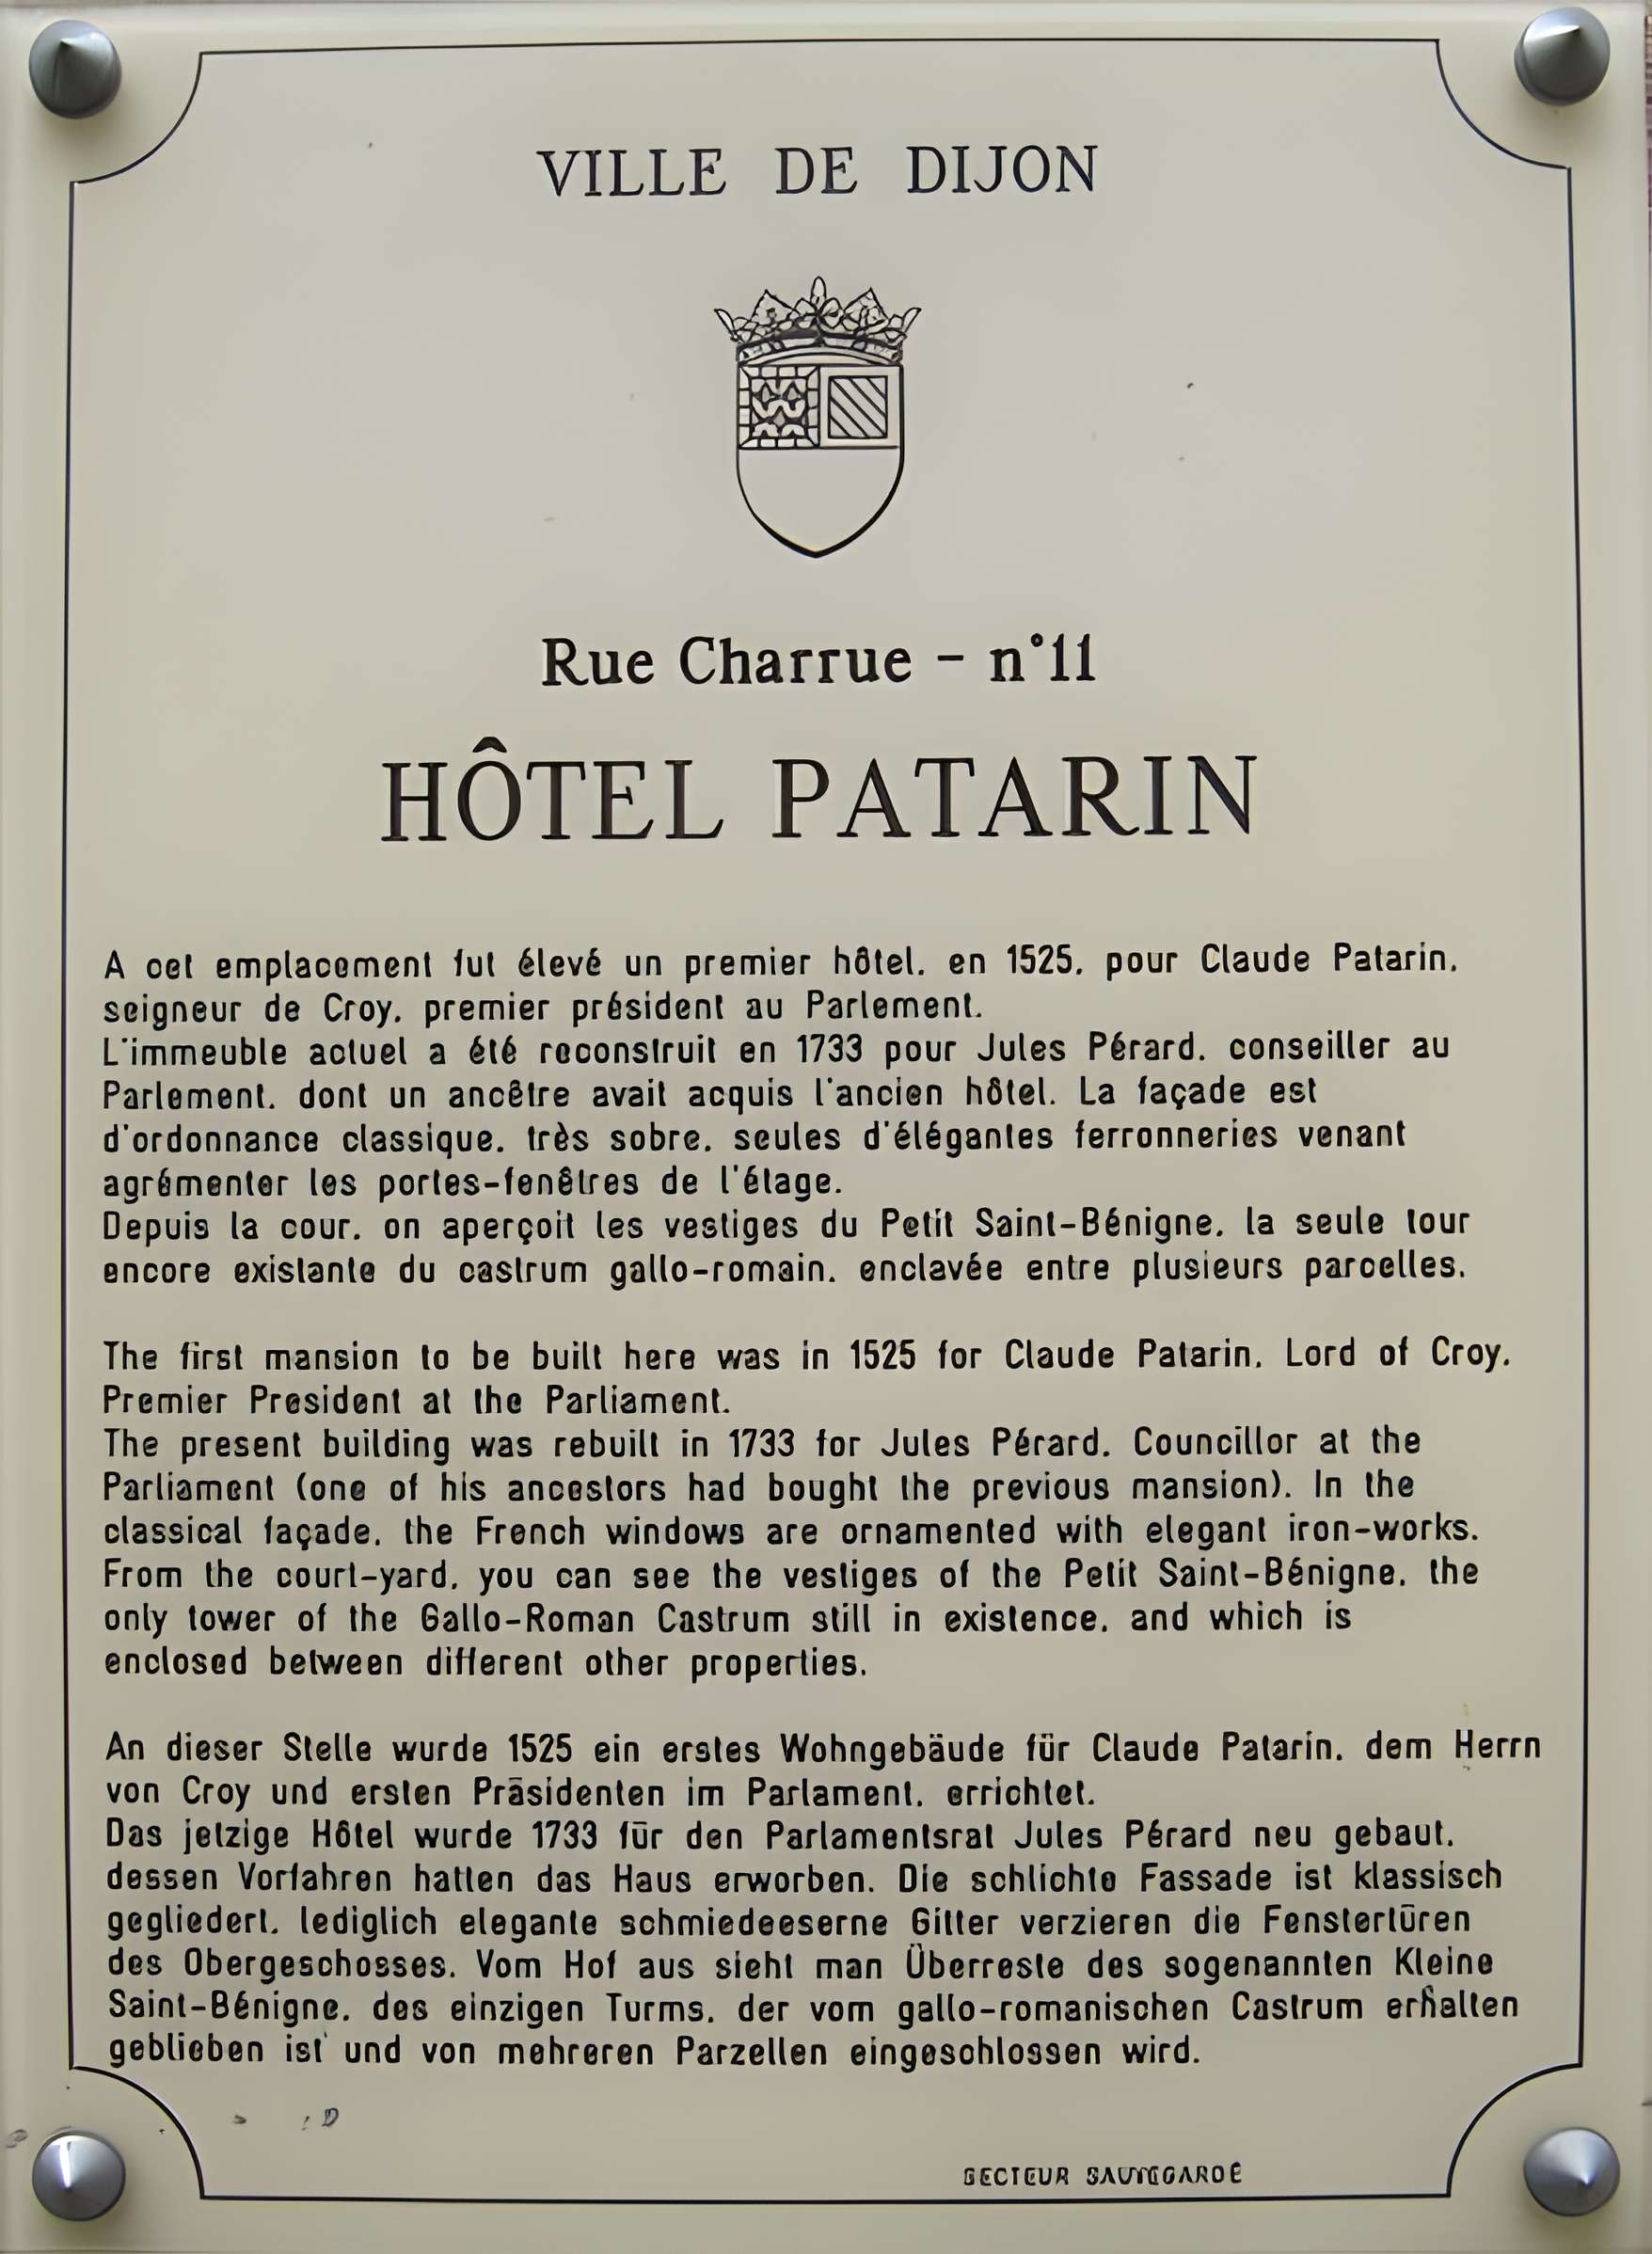 VILLE DE DIJON
Rue Charrue - n°11
HÔTEL PATARIN
A cet emplacement fut élevé un premier hôtel, en 1525, pour Claude Patarin,
seigneur de Croy, premier président au Parlement.
L'immeuble actuel a été reconstruit en 1733 pour Jules Pérard, conseiller au
Parlement, dont un ancêtre avait acquis l'ancien hôtel. La façade est
d'ordonnance classique, très sobre, seules d'élégantes ferronneries venant
agrémenter les portes-fenêtres de l'étage.
Depuis la cour, on aperçoit les vestiges du Petit Saint-Bénigne, la seule tour
encore existante du castrum gallo-romain, enclavée entre plusieurs parcelles.
The first mansion to be built here was in 1525 for Claude Patarin, Lord of Croy,
Premier President at the Parliament.
The present building was rebuilt in 1733 for Jules Pérard, Councillor at the
Parliament (one of his ancestors had bought the previous mansion). In the
classical façade, the French windows are ornamented with elegant iron-works.
From the court-yard, you can see the vestiges of the Petit Saint-Bénigne, the
only tower of the Gallo-Roman Castrum still in existence, and which is
enclosed between different other properties.
An dieser Stelle wurde 1525 ein erstes Wohngebäude für Claude Patarin, dem Herrn
von Croy und ersten Präsidenten im Parlament, errichtet.
Das jetzige Hôtel wurde 1733 für den Parlamentsrat Jules Pérard neu gebaut,
dessen Vorfahren hatten das Haus erworben. Die schlichte Fassade ist klassisch
gegliedert, lediglich elegante schmiedeeserne Gitter verzieren die Fenstertüren
des Obergeschosses. Vom Hof aus sieht man Überreste des sogenannten Kleine
Saint-Bénigne, des einzigen Turms, der vom gallo-romanischen Castrum erhalten
geblieben ist und von mehreren Parzellen eingeschlossen wird.
SECTEUR SAUVEGARDÉ